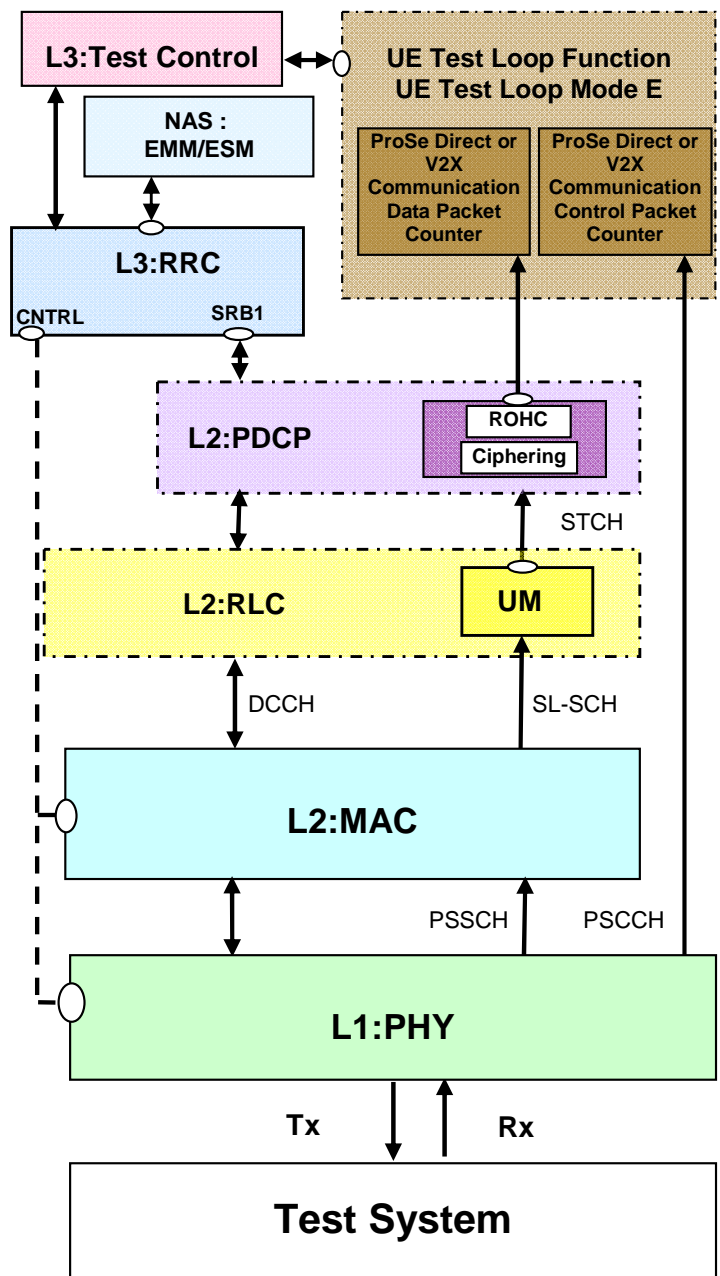 L3:Test Control
UE Test Loop Function
UE Test Loop Mode E
NAS :
EMM/ESM
ProSe Direct or
V2X
Communication
Data Packet
Counter
ProSe Direct or
V2X
Communication
Control Packet
Counter
L3:RRC
CNTRL
SRB1
L2:PDCP
ROHC
Ciphering
STCH
L2:RLC
UM
DCCH
SL-SCH
L2:MAC
PSSCH
PSCCH
L1:PHY
Tx
Rx
Test System